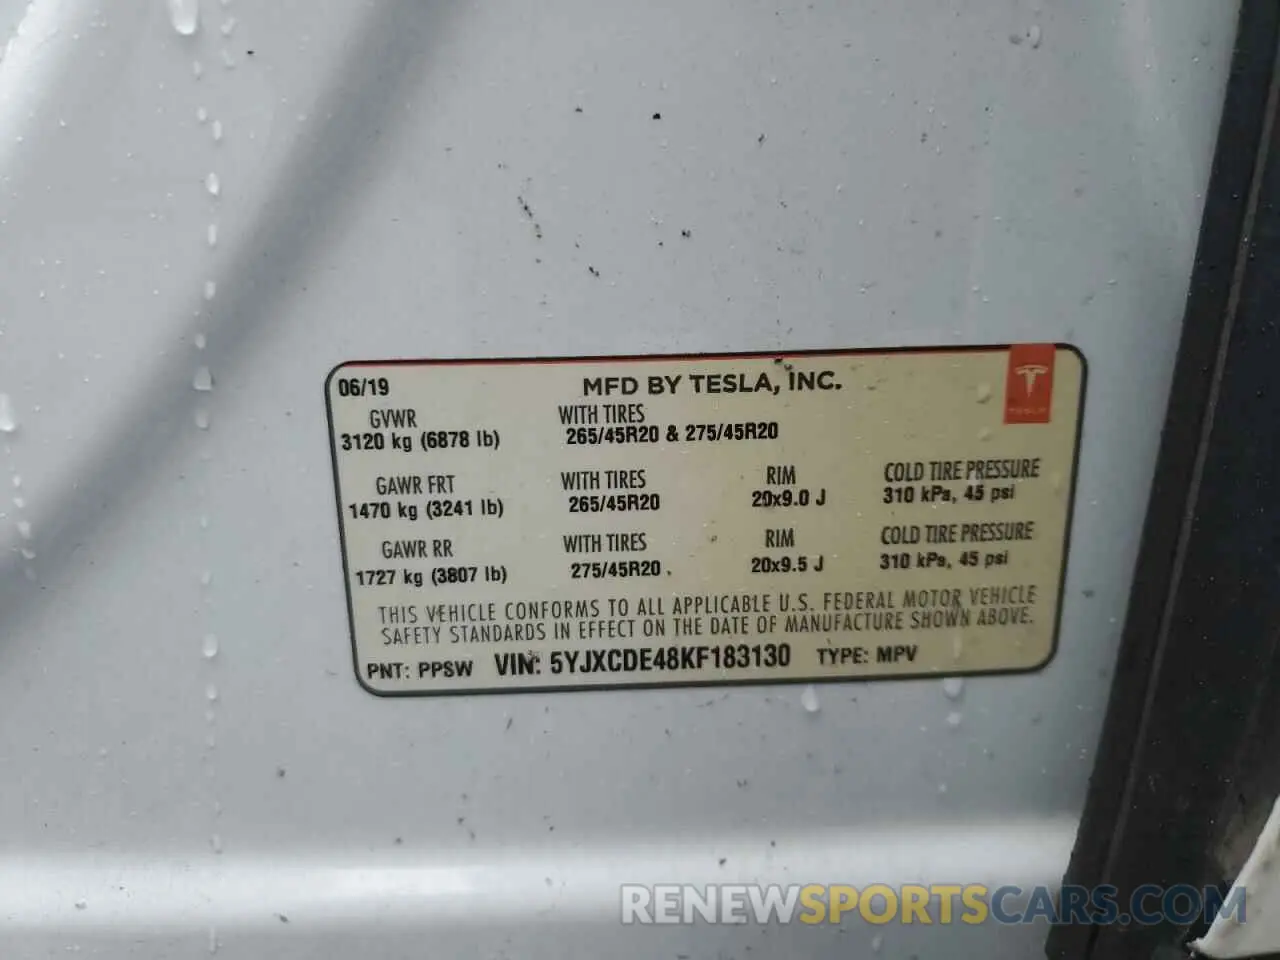 06/19 MFD BY TESLA, INC.
TESLA
GVWR WITH TIRES
3120 kg (6878 lb) 265/45R20 & 275/45R20
GAWR FRT WITH TIRES RIM COLD TIRE PRESSURE
1470 kg (3241 lb) 265/45R20 20x9.0 J 310 kPa, 45 psi
GAWR RR WITH TIRES RIM COLD TIRE PRESSURE
1727 kg (3807 lb) 275/45R20 20x9.5 J 310 kPa, 45 psi
THIS VEHICLE CONFORMS TO ALL APPLICABLE U.S. FEDERAL MOTOR VEHICLE
SAFETY STANDARDS IN EFFECT ON THE DATE OF MANUFACTURE SHOWN ABOVE.
PNT: PPSW VIN: 5YJXCDE48KF183130 TYPE: MPV
RENEWSPORTSCARS.COM